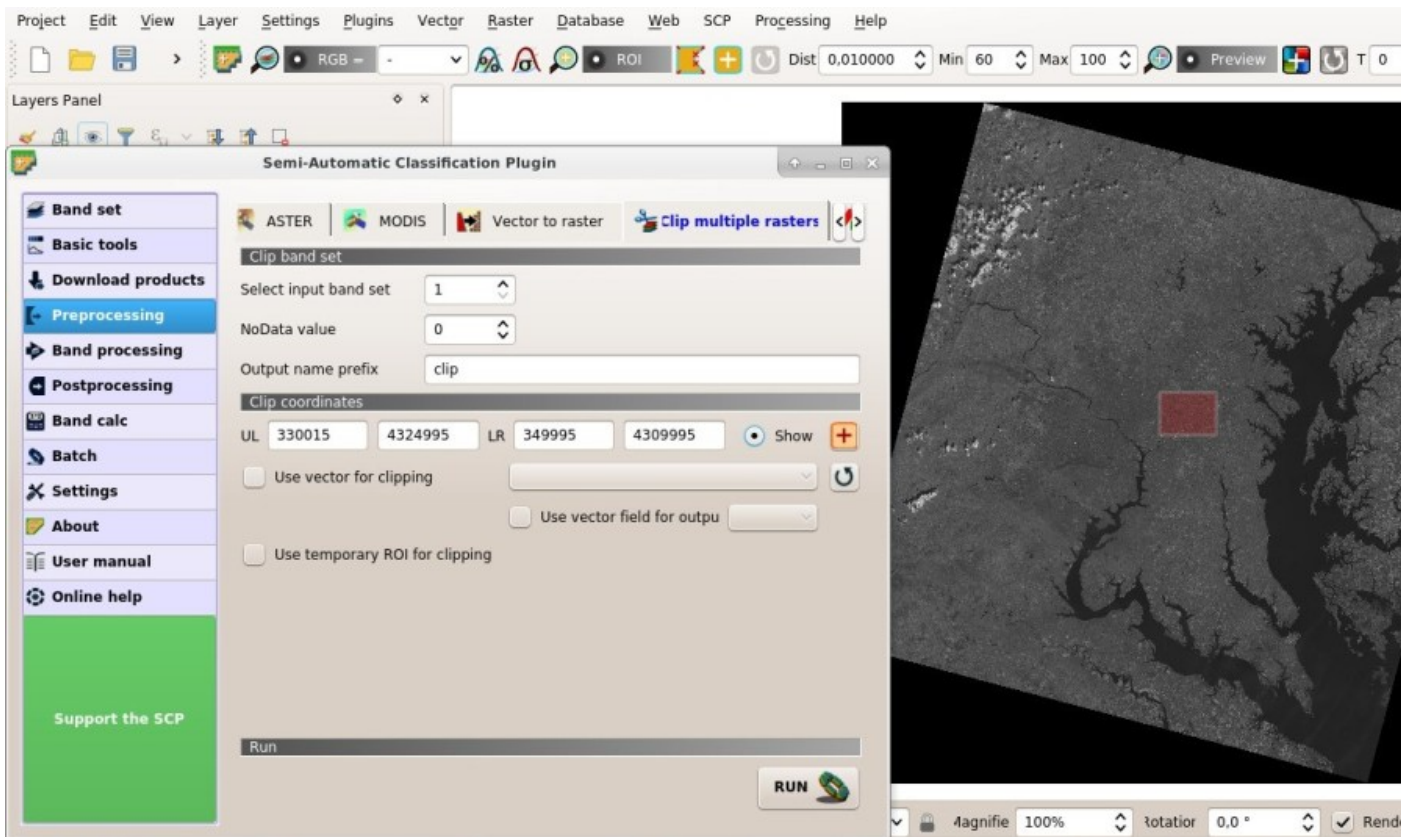 Project Edit View Layer Settings Plugins Vector Raster Database Web SCP Processing Help
RGB = - ROI Dist 0,010000 Min 60 Max 100 Preview T 0
Layers Panel
Semi-Automatic Classification Plugin
Band set
Basic tools
Download products
Preprocessing
Band processing
Postprocessing
Band calc
Batch
Settings
About
User manual
Online help
Support the SCP
ASTER MODIS Vector to raster Clip multiple rasters
Clip band set
Select input band set 1
NoData value 0
Output name prefix clip
Clip coordinates
UL 330015 4324995 LR 349995 4309995 Show
Use vector for clipping
Use vector field for outpu
Use temporary ROI for clipping
Run
RUN
100% 0,0 ° Rende